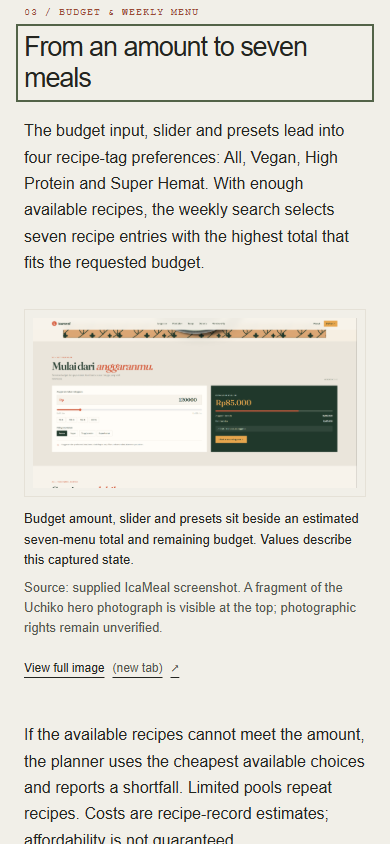 03 / BUDGET & WEEKLY MENU
From an amount to seven
meals
The budget input, slider and presets lead into
four recipe-tag preferences: All, Vegan, High
Protein and Super Hemat. With enough
available recipes, the weekly search selects
seven recipe entries with the highest total that
fits the requested budget.
Mulai dari anggaranmu.
Rp
120000
Rp85.000
Budget amount, slider and presets sit beside an estimated
seven-menu total and remaining budget. Values describe
this captured state.
Source: supplied IcaMeal screenshot. A fragment of the
Uchiko hero photograph is visible at the top; photographic
rights remain unverified.
View full image (new tab) ↗
If the available recipes cannot meet the amount,
the planner uses the cheapest available choices
and reports a shortfall. Limited pools repeat
recipes. Costs are recipe-record estimates;
affordability is not guaranteed